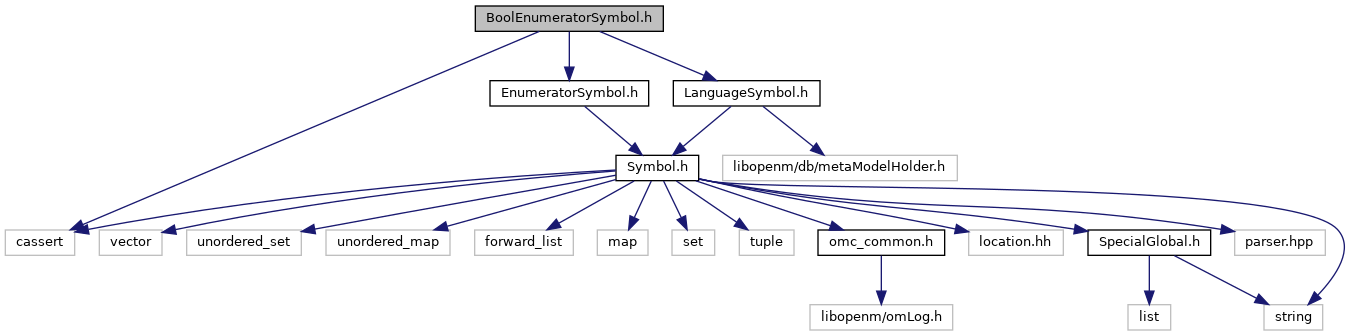 BoolEnumeratorSymbol.h
EnumeratorSymbol.h
LanguageSymbol.h
Symbol.h
libopenm/db/metaModelHolder.h
cassert
vector
unordered_set
unordered_map
forward_list
map
set
tuple
omc_common.h
location.hh
SpecialGlobal.h
parser.hpp
libopenm/omLog.h
list
string